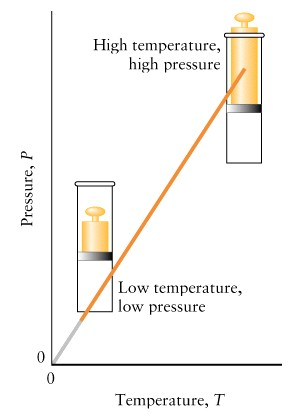 High temperature,
high pressure
Pressure, P
Low temperature,
low pressure
0
0
Temperature, T